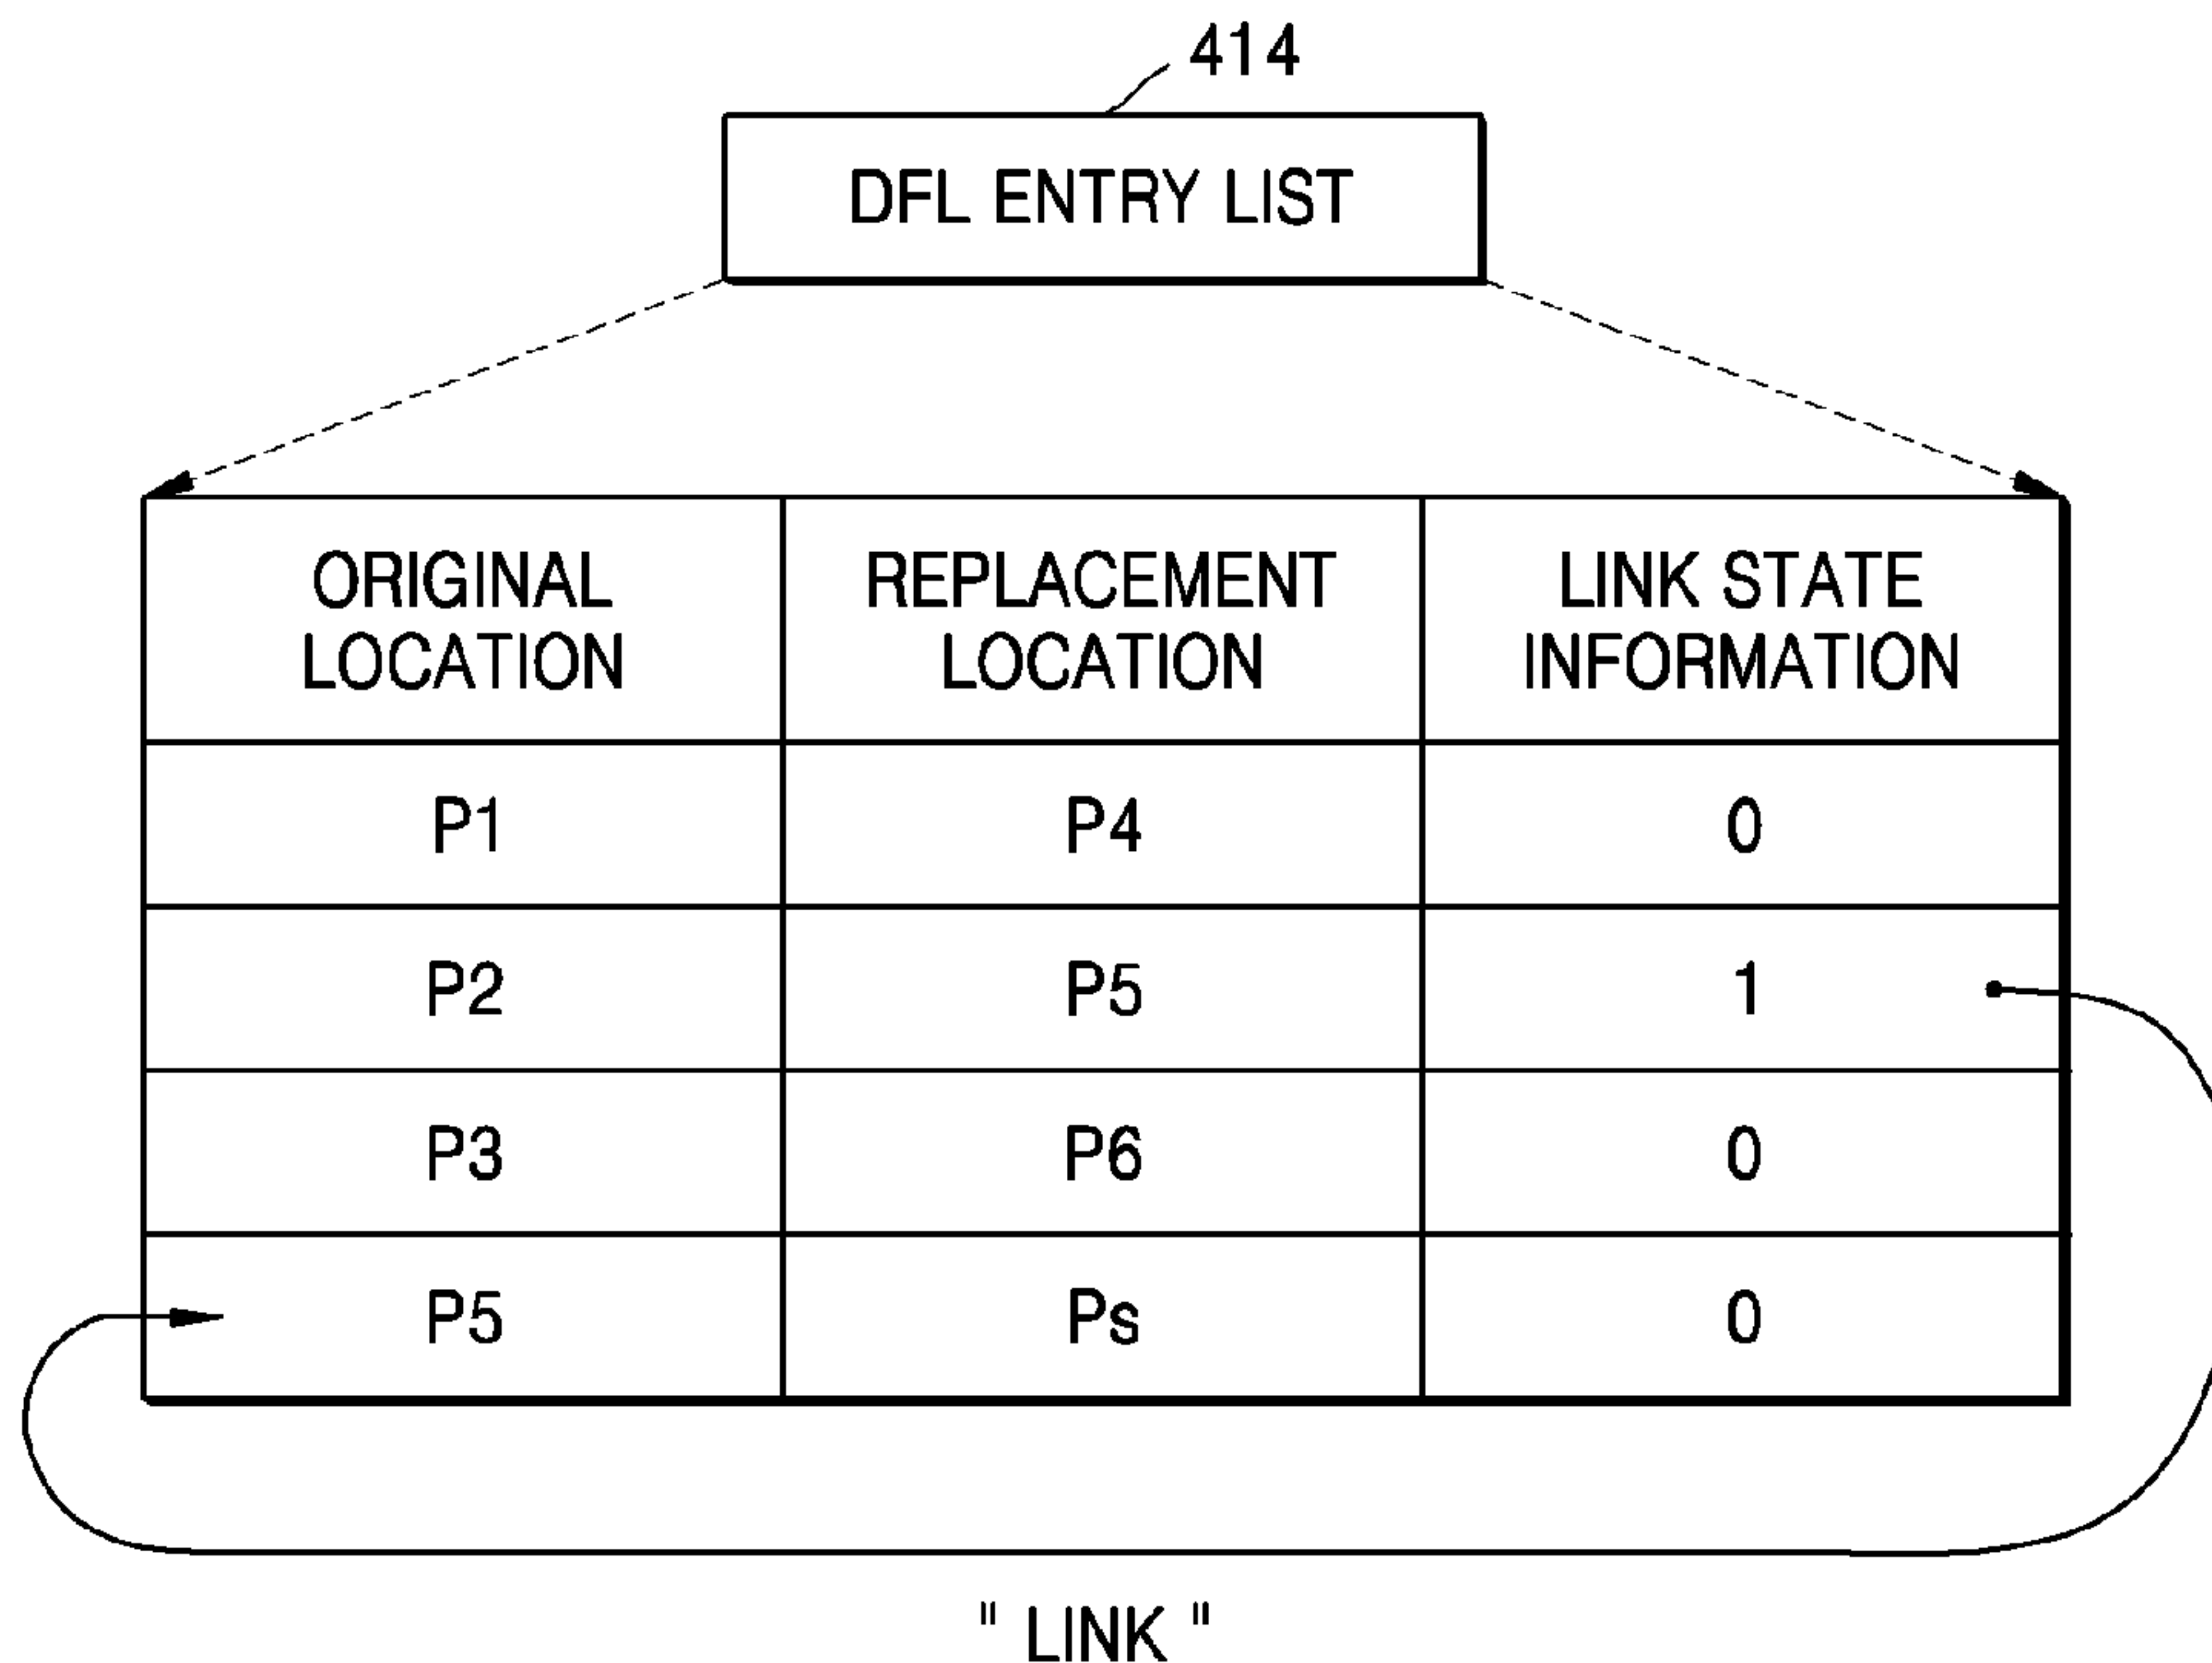 414
DFL ENTRY LIST
ORIGINAL LOCATION
REPLACEMENT LOCATION
LINK STATE INFORMATION
P1 P4 0
P2 P5 1
P3 P6 0
P5 Ps 0
" LINK "